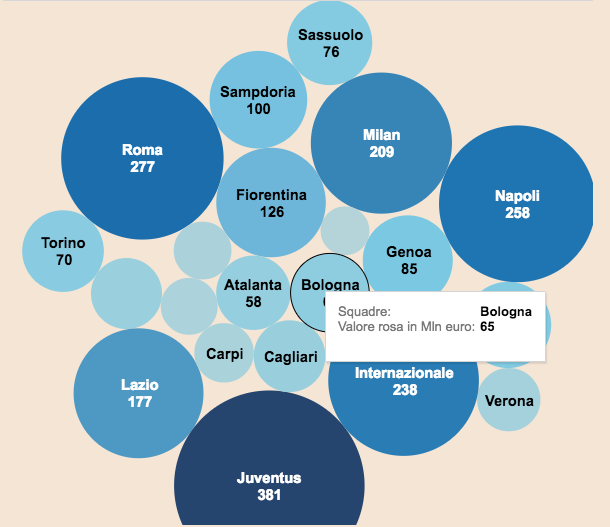 Sassuolo
76
Sampdoria
100
Milan
209
Roma
277
Napoli
258
Fiorentina
126
Torino
70
Genoa
85
Atalanta
58
Bologna
Squadre: Bologna
Valore rosa in Mln euro: 65
Carpi
Cagliari
Lazio
177
Internazionale
238
Verona
Juventus
381